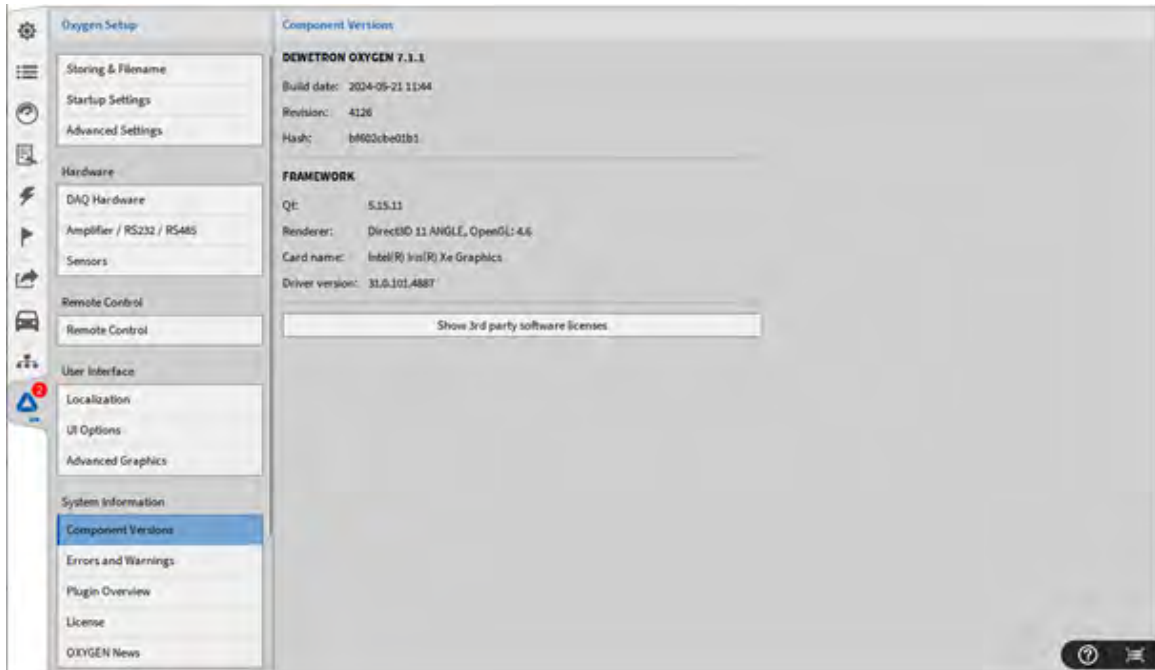 Oxygen Setup
Storing & Filename
Startup Settings
Advanced Settings
Hardware
DAQ Hardware
Amplifier / RS232 / RS485
Sensors
Remote Control
Remote Control
User Interface
Localization
UI Options
Advanced Graphics
System Information
Component Versions
Errors and Warnings
Plugin Overview
License
OXYGEN News
2
Component Versions
DEWETRON OXYGEN 7.1.1
Build date: 2024-05-21 11:44
Revision: 4126
Hash: bf602cbe01b1
FRAMEWORK
Qt: 5.15.11
Renderer: Direct3D 11 ANGLE, OpenGL: 4.6
Card name: Intel(R) Iris(R) Xe Graphics
Driver version: 31.0.101.4887
Show 3rd party software licenses